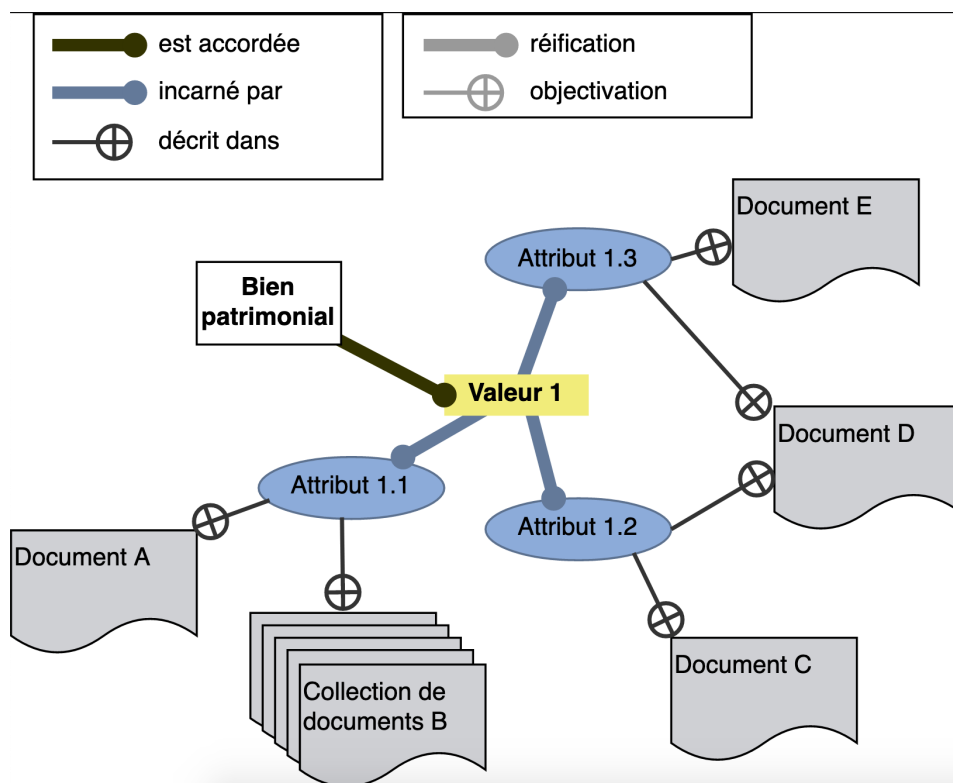 est accordée
incarné par
décrit dans
réification
objectivation
Document E
Attribut 1.3
Bien
patrimonial
Valeur 1
Document D
Attribut 1.1
Attribut 1.2
Document A
Document C
Collection de
documents B